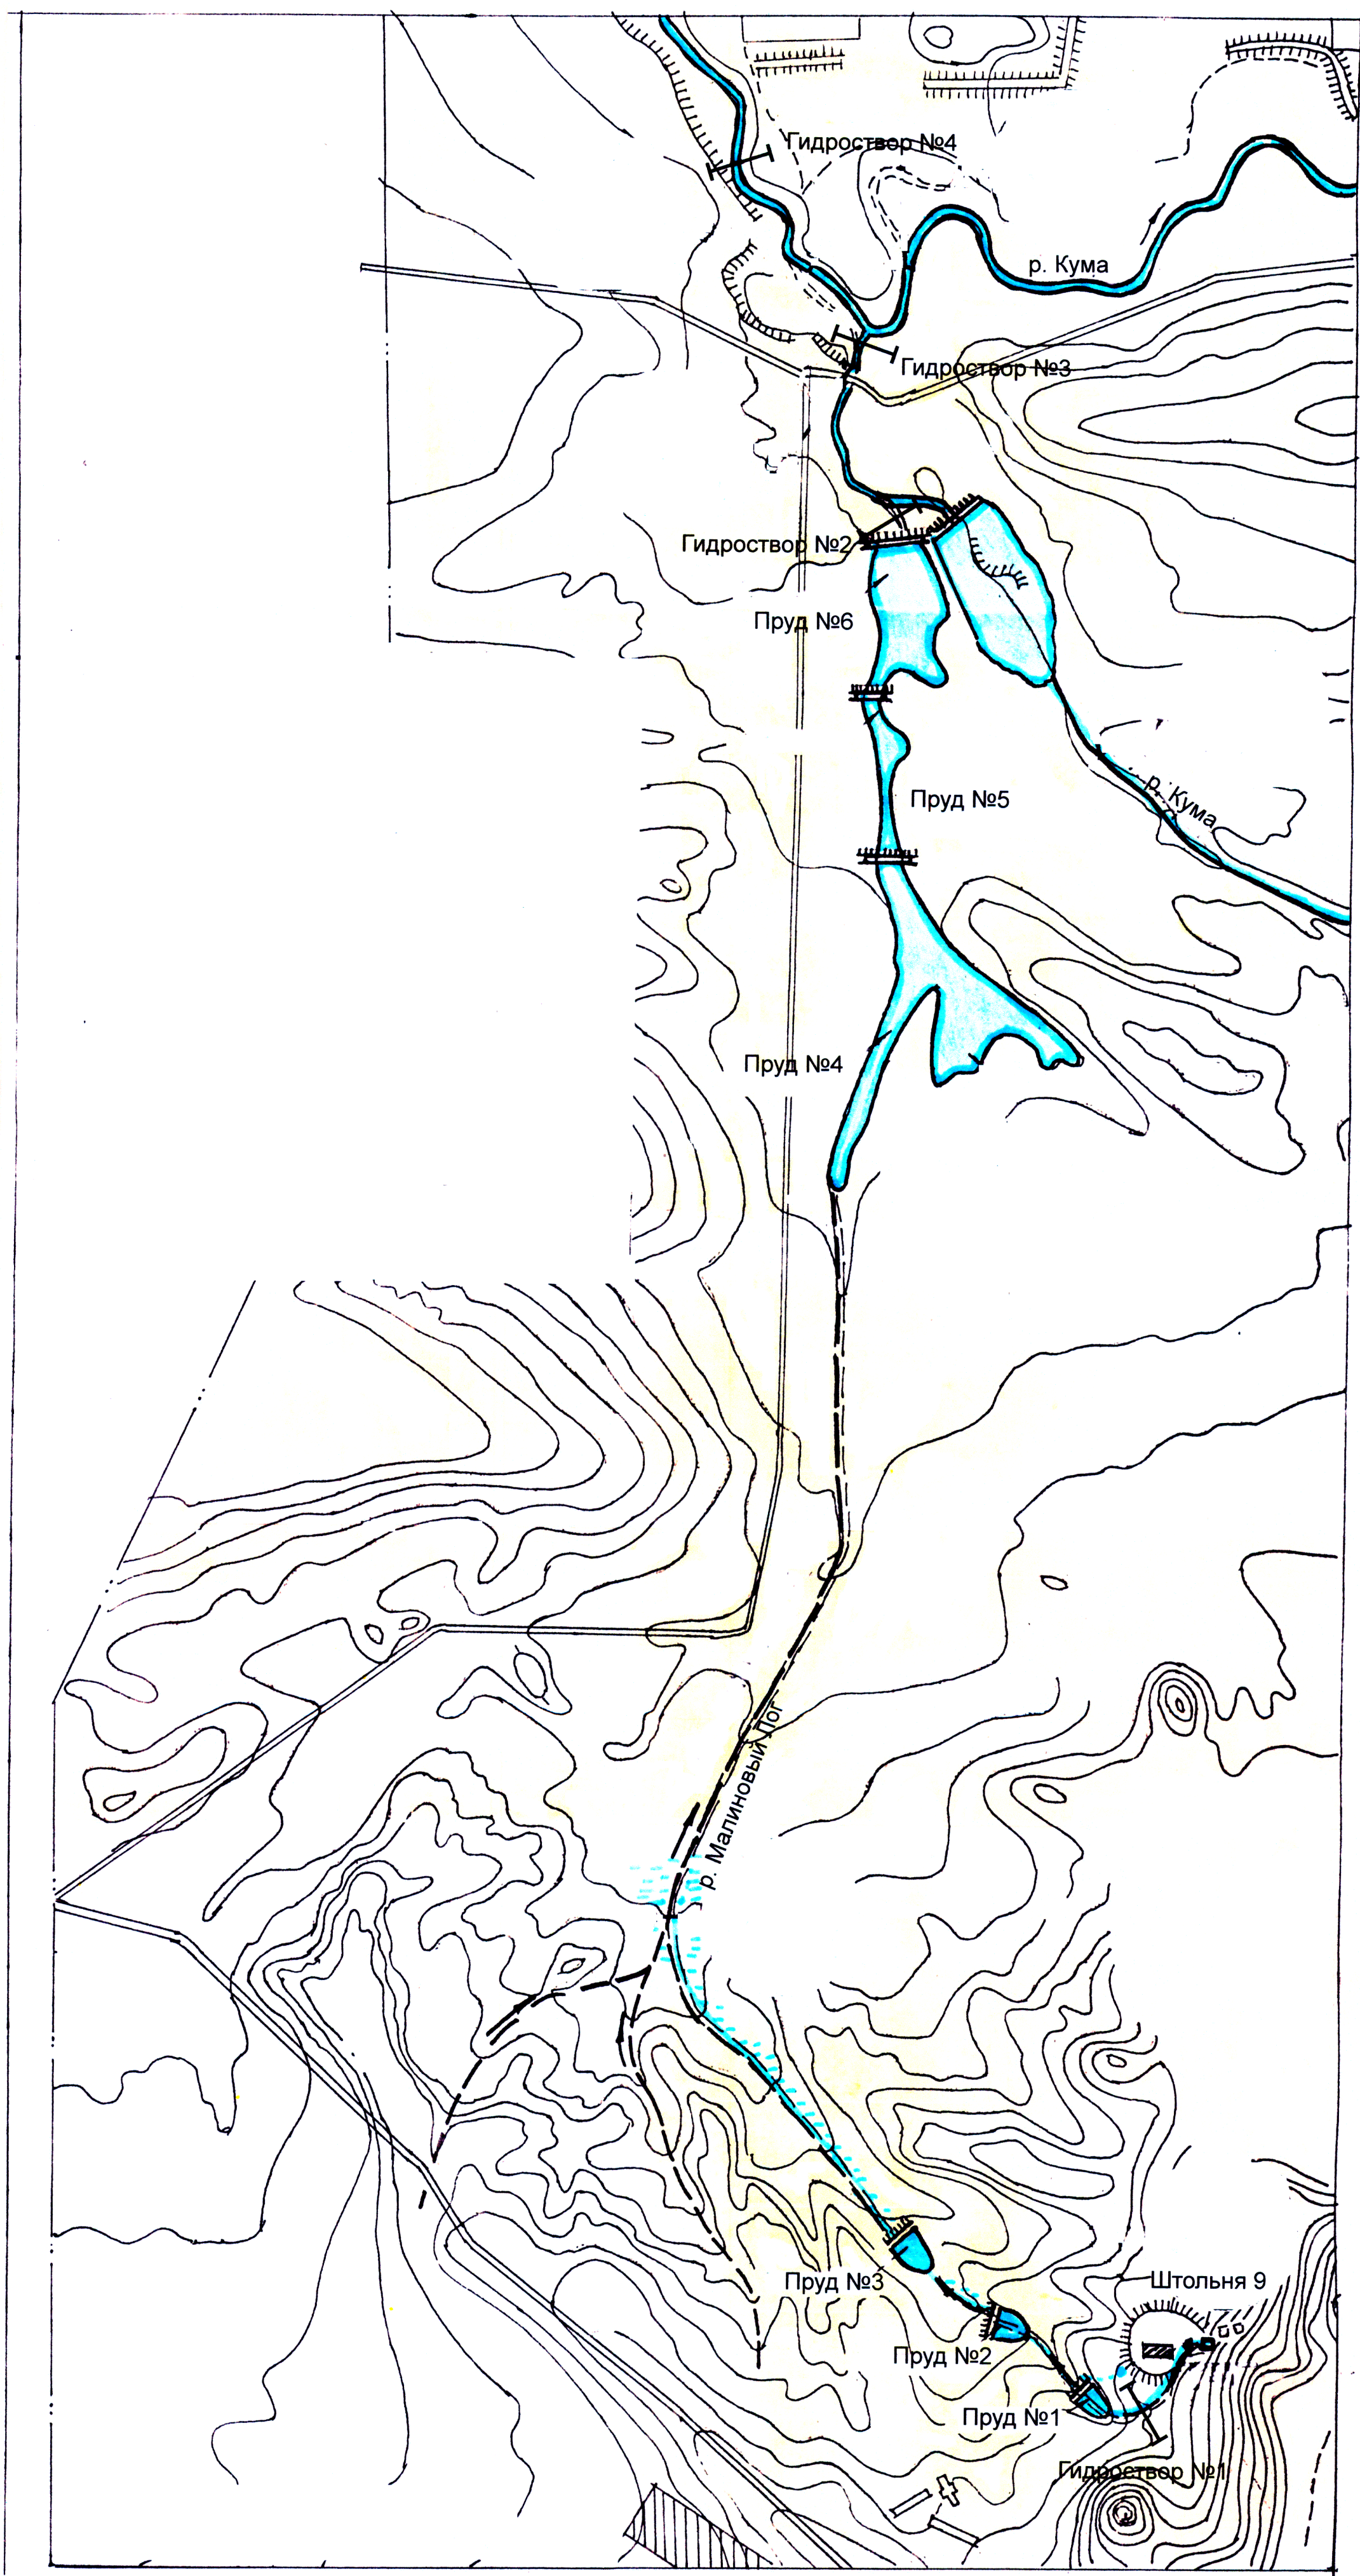 Гидроствор №4
р. Кума
Гидроствор №3
Гидроствор №2
Пруд №6
Пруд №5
р. Кума
Пруд №4
р. Малиновый Лог
Штольня 9
Пруд №3
Пруд №2
Пруд №1
Гидроствор №1